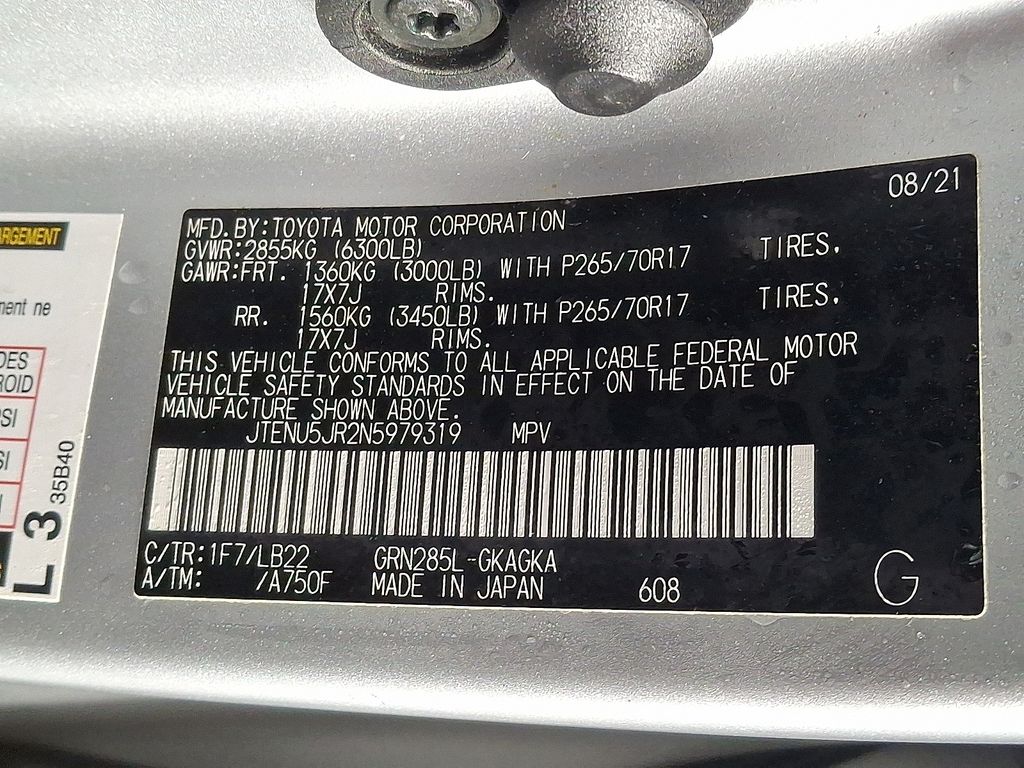 08/21
MFD. BY: TOYOTA MOTOR CORPORATION
GVWR: 2855KG (6300LB)
GAWR: FRT. 1360KG (3000LB) WITH P265/70R17 TIRES.
17X7J RIMS.
RR. 1560KG (3450LB) WITH P265/70R17 TIRES.
17X7J RIMS.
THIS VEHICLE CONFORMS TO ALL APPLICABLE FEDERAL MOTOR
VEHICLE SAFETY STANDARDS IN EFFECT ON THE DATE OF
MANUFACTURE SHOWN ABOVE.
JTENU5JR2N5979319 MPV
C/TR: 1F7/LB22 GRN285L-GKAGKA
A/TM: /A750F MADE IN JAPAN 608
G
ARGEMENT
ment ne
DES
ROID
PSI
SI
L 3
35B40